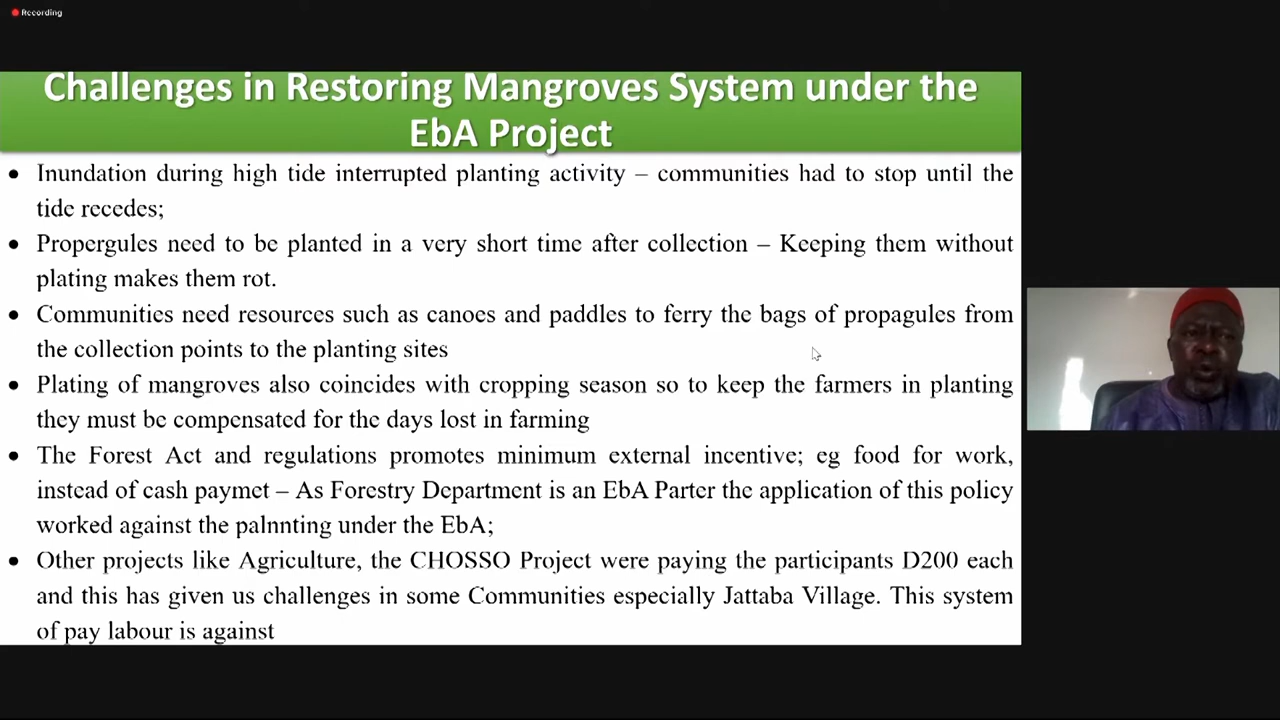 Recording
Challenges in Restoring Mangroves System under the
EbA Project
• Inundation during high tide interrupted planting activity – communities had to stop until the
tide recedes;
• Propergules need to be planted in a very short time after collection – Keeping them without
plating makes them rot.
• Communities need resources such as canoes and paddles to ferry the bags of propagules from
the collection points to the planting sites
• Plating of mangroves also coincides with cropping season so to keep the farmers in planting
they must be compensated for the days lost in farming
• The Forest Act and regulations promotes minimum external incentive; eg food for work,
instead of cash paymet – As Forestry Department is an EbA Parter the application of this policy
worked against the palnnting under the EbA;
• Other projects like Agriculture, the CHOSSO Project were paying the participants D200 each
and this has given us challenges in some Communities especially Jattaba Village. This system
of pay labour is against